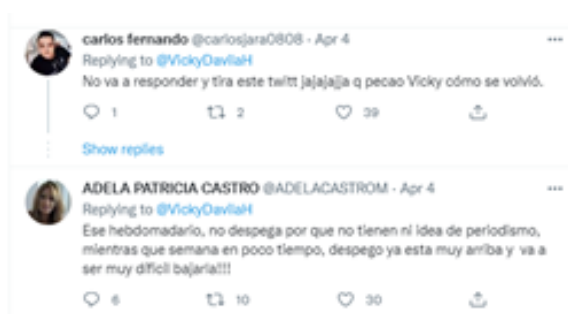 carlos fernando @carlosjara0808 · Apr 4
Replying to @VickyDavilaH
No va a responder y tira este twitt jajajajja q pecao Vicky cómo se volvió.
1 2 39
Show replies
ADELA PATRICIA CASTRO @ADELACASTROM · Apr 4
Replying to @VickyDavilaH
Ese hebdomadario, no despega por que no tienen ni idea de periodismo,
mientras que semana en poco tiempo, despego ya esta muy arriba y va a
ser muy dificil bajarla!!!
6 10 30